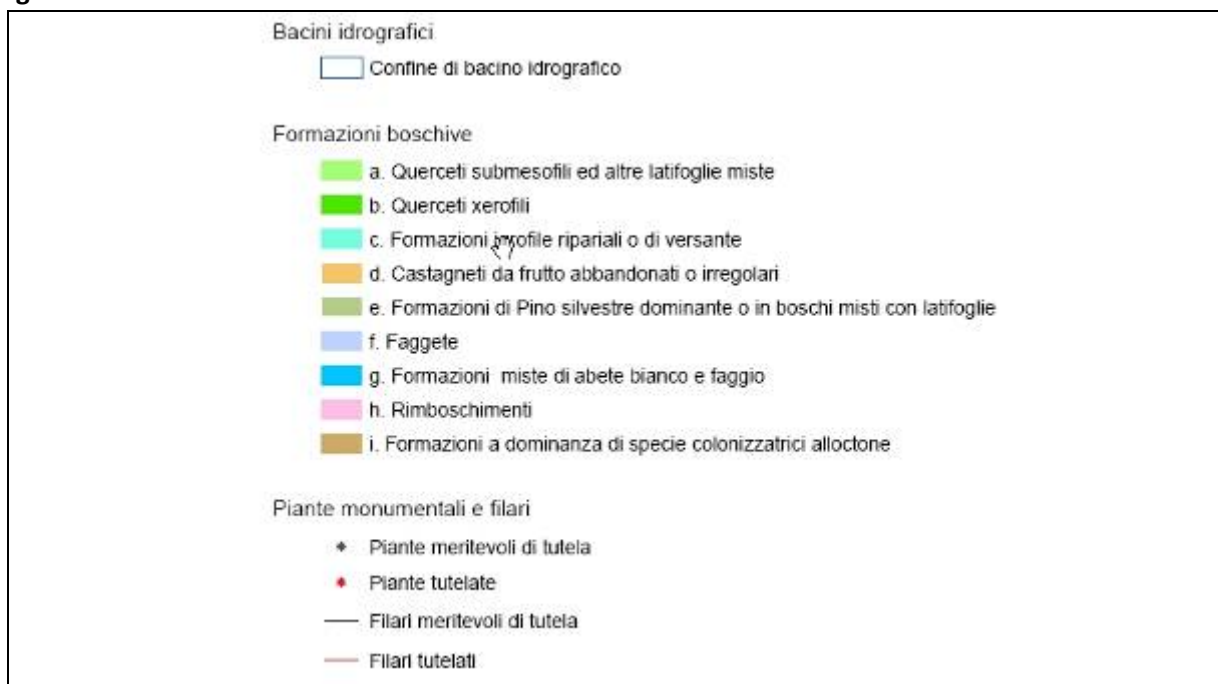 Bacini idrografici
Confine di bacino idrografico
Formazioni boschive
a. Querceti submesofili ed altre latifoglie miste
b. Querceti xerofili
c. Formazioni igrofile ripariali o di versante
d. Castagneti da frutto abbandonati o irregolari
e. Formazioni di Pino silvestre dominante o in boschi misti con latifoglie
f. Faggete
g. Formazioni miste di abete bianco e faggio
h. Rimboschimenti
i. Formazioni a dominanza di specie colonizzatrici alloctone
Piante monumentali e filari
Piante meritevoli di tutela
Piante tutelate
Filari meritevoli di tutela
Filari tutelati